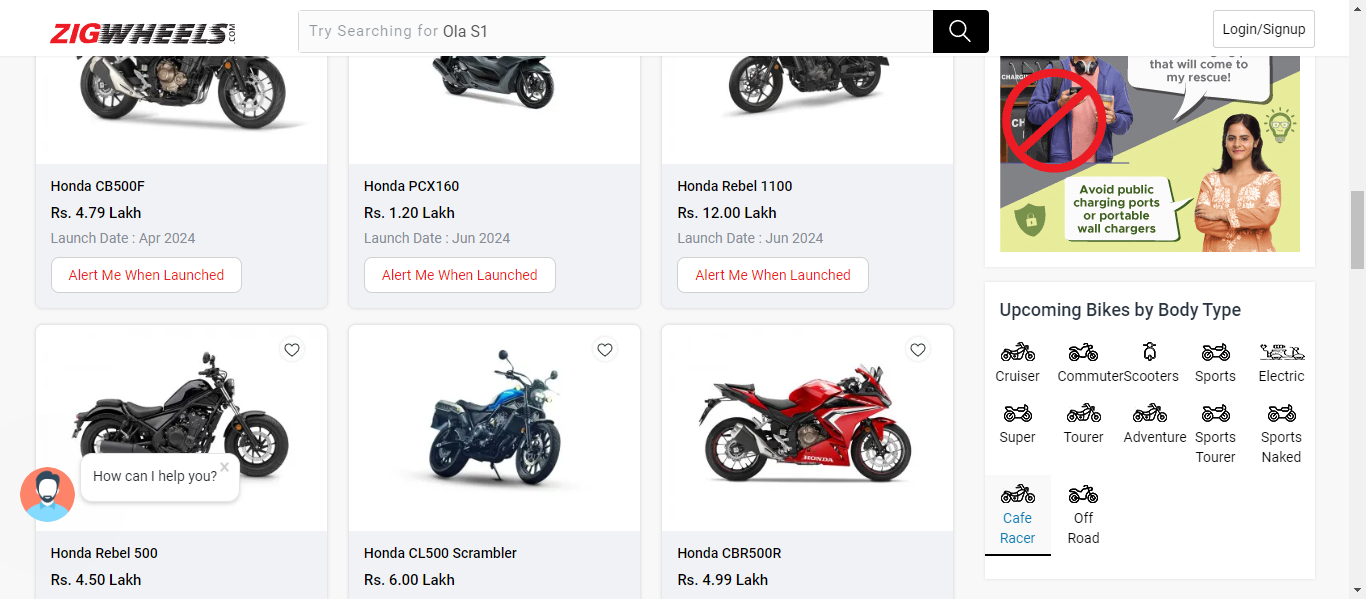 ZIGWHEELS.COM
Try Searching for Ola S1
Login/Signup
Honda CB500F
Rs. 4.79 Lakh
Launch Date : Apr 2024
Alert Me When Launched
Honda PCX160
Rs. 1.20 Lakh
Launch Date : Jun 2024
Alert Me When Launched
Honda Rebel 1100
Rs. 12.00 Lakh
Launch Date : Jun 2024
Alert Me When Launched
Honda Rebel 500
Rs. 4.50 Lakh
Honda CL500 Scrambler
Rs. 6.00 Lakh
HONDA
Honda CBR500R
Rs. 4.99 Lakh
How can I help you?
that will come to
my rescue!
Avoid public
charging ports
or portable
wall chargers
Upcoming Bikes by Body Type
Cruiser
Commuter
Scooters
Sports
Electric
Super
Tourer
Adventure
Sports
Tourer
Sports
Naked
Cafe
Racer
Off
Road